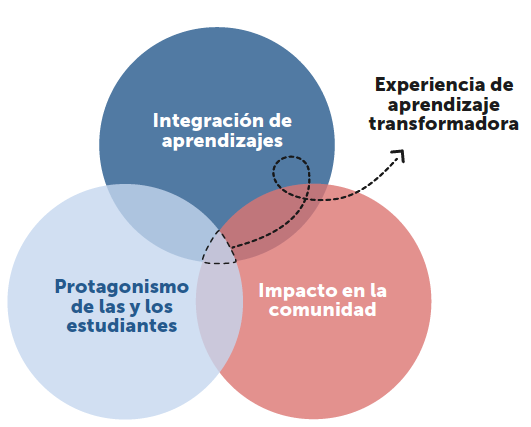 Experiencia de
aprendizaje
transformadora
Integración de
aprendizajes
Protagonismo
de las y los
estudiantes
Impacto en la
comunidad